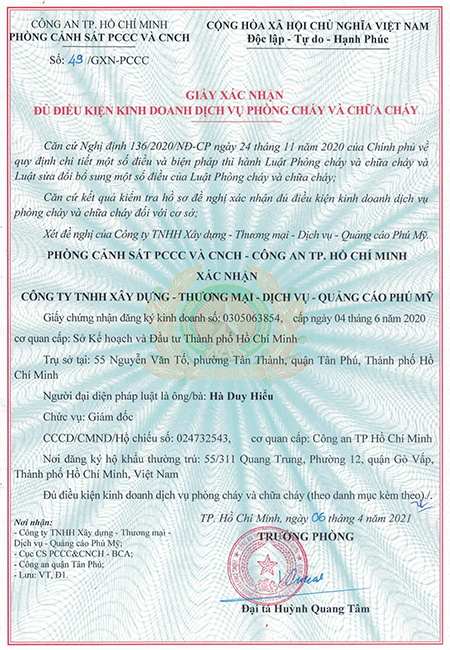 CÔNG AN TP. HỒ CHÍ MINH
PHÒNG CẢNH SÁT PCCC VÀ CNCH
Số: 49 /GXN-PCCC
CỘNG HÒA XÃ HỘI CHỦ NGHĨA VIỆT NAM
Độc lập - Tự do - Hạnh Phúc
GIẤY XÁC NHẬN
ĐỦ ĐIỀU KIỆN KINH DOANH DỊCH VỤ PHÒNG CHÁY VÀ CHỮA CHÁY
Căn cứ Nghị định 136/2020/NĐ-CP ngày 24 tháng 11 năm 2020 của Chính phủ về
quy định chi tiết một số điều và biện pháp thi hành Luật Phòng cháy và chữa cháy và
Luật sửa đổi bổ sung một số điều của Luật Phòng cháy và chữa cháy;
Căn cứ kết quả kiểm tra hồ sơ đề nghị xác nhận đủ điều kiện kinh doanh dịch vụ
phòng cháy và chữa cháy đối với cơ sở;
Xét đề nghị của Công ty TNHH Xây dựng - Thương mại - Dịch vụ - Quảng cáo Phú Mỹ.
PHÒNG CẢNH SÁT PCCC VÀ CNCH - CÔNG AN TP. HỒ CHÍ MINH
XÁC NHẬN
CÔNG TY TNHH XÂY DỰNG - THƯƠNG MẠI - DỊCH VỤ - QUẢNG CÁO PHÚ MỸ
Giấy chứng nhận đăng ký kinh doanh số: 0305063854, cấp ngày 04 tháng 6 năm 2020
cơ quan cấp: Sở Kế hoạch và Đầu tư Thành phố Hồ Chí Minh
Trụ sở tại: 55 Nguyễn Văn Tố, phường Tân Thành, quận Tân Phú, Thành phố Hồ
Chí Minh
Người đại diện pháp luật là ông/bà: Hà Duy Hiểu
Chức vụ: Giám đốc
CCCD/CMND/Hộ chiếu số: 024732543, cơ quan cấp: Công an TP Hồ Chí Minh
Nơi đăng ký hộ khẩu thường trú: 55/311 Quang Trung, Phường 12, quận Gò Vấp,
Thành phố Hồ Chí Minh, Việt Nam
Đủ điều kiện kinh doanh dịch vụ phòng cháy và chữa cháy (theo danh mục kèm theo)./.
TP. Hồ Chí Minh, ngày 06 tháng 4 năm 2021
Nơi nhận:
- Công ty TNHH Xây dựng - Thương mại -
Dịch vụ - Quảng cáo Phú Mỹ;
- Cục CS PCCC&CNCH - BCA;
- Công an quận Tân Phú;
- Lưu: VT, Đ1.
TRƯỞNG PHÒNG
Đại tá Huỳnh Quang Tâm